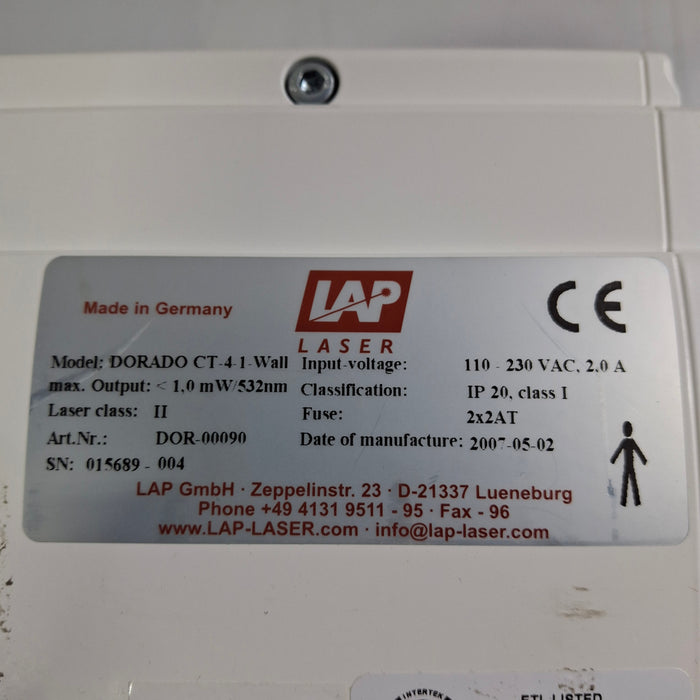 Made in Germany
LAP
LASER
CE
Model: DORADO CT-4-1-Wall
Input-voltage: 110 - 230 VAC, 2,0 A
max. Output: < 1,0 mW/532nm
Classification: IP 20, class I
Laser class: II
Fuse: 2x2AT
Art.Nr.: DOR-00090
Date of manufacture: 2007-05-02
SN: 015689 - 004
LAP GmbH · Zeppelinstr. 23 · D-21337 Lueneburg
Phone +49 4131 9511 - 95 · Fax - 96
www.LAP-LASER.com · info@lap-laser.com
INTERTEK
ETL LISTED